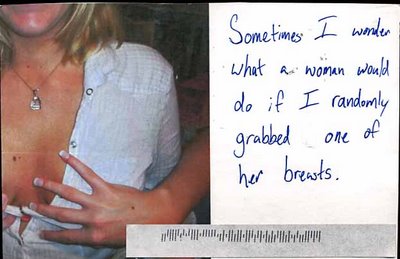 Sometimes I wonder
what a woman would
do if I randomly
grabbed one of
her breasts.